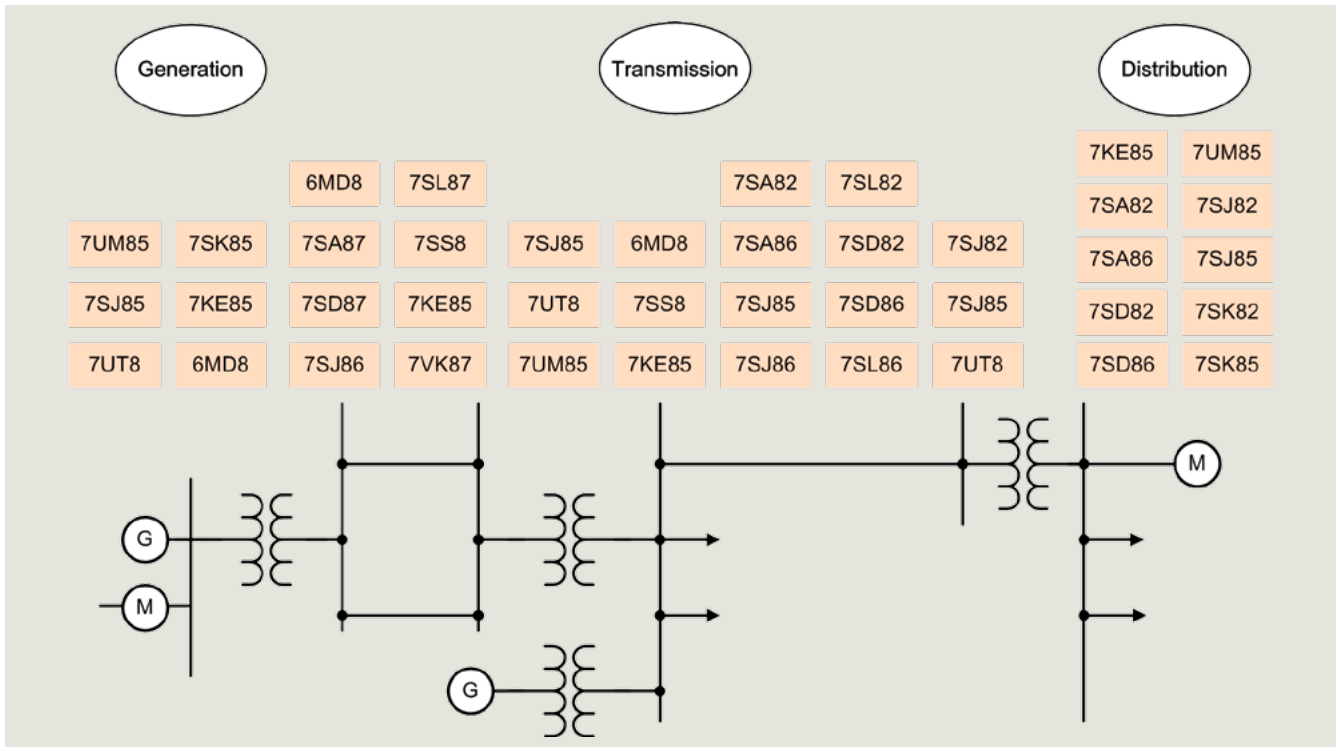 Generation
Transmission
Distribution
7KE85 7UM85
6MD8 7SL87 7SA82 7SL82
7SA82 7SJ82
7UM85 7SK85 7SA87 7SS8 7SJ85 6MD8 7SA86 7SD82 7SJ82
7SA86 7SJ85
7SJ85 7KE85 7SD87 7KE85 7UT8 7SS8 7SJ85 7SD86 7SJ85
7SD82 7SK82
7UT8 6MD8 7SJ86 7VK87 7UM85 7KE85 7SJ86 7SL86 7UT8
7SD86 7SK85
M
G
M
G